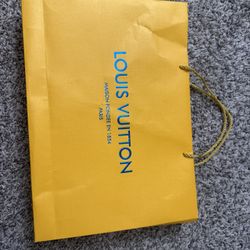 LOUIS VUITTON
MAISON FONDÉE EN 1854
PARIS